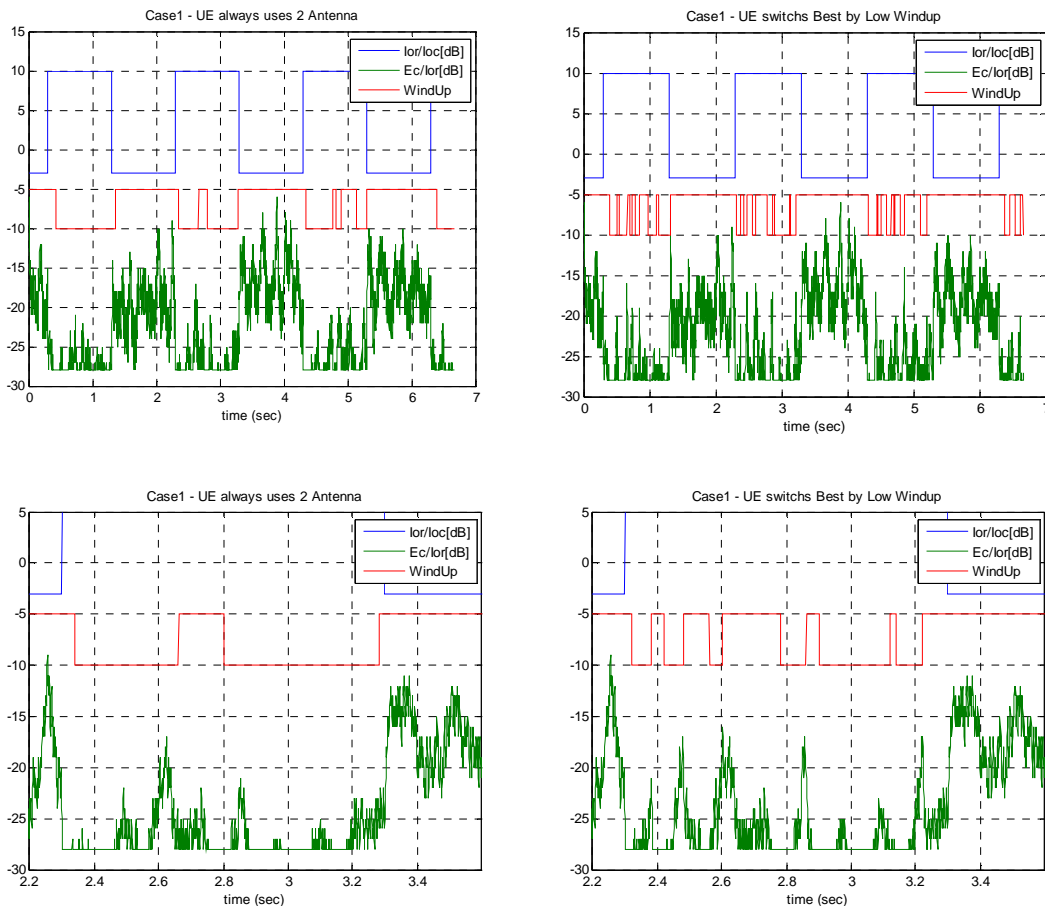 Case1 - UE always uses 2 Antenna
15
10
5
0
-5
-10
-15
-20
-25
-30
0 1 2 3 4 5 6 7
time (sec)
Ior/Ioc[dB]
Ec/Ior[dB]
WindUp
Case1 - UE switchs Best by Low Windup
15
10
5
0
-5
-10
-15
-20
-25
-30
0 1 2 3 4 5 6 7
time (sec)
Ior/Ioc[dB]
Ec/Ior[dB]
WindUp
Case1 - UE always uses 2 Antenna
5
0
-5
-10
-15
-20
-25
-30
2.2 2.4 2.6 2.8 3 3.2 3.4
time (sec)
Ior/Ioc[dB]
Ec/Ior[dB]
WindUp
Case1 - UE switchs Best by Low Windup
5
0
-5
-10
-15
-20
-25
-30
2.2 2.4 2.6 2.8 3 3.2 3.4
time (sec)
Ior/Ioc[dB]
Ec/Ior[dB]
WindUp